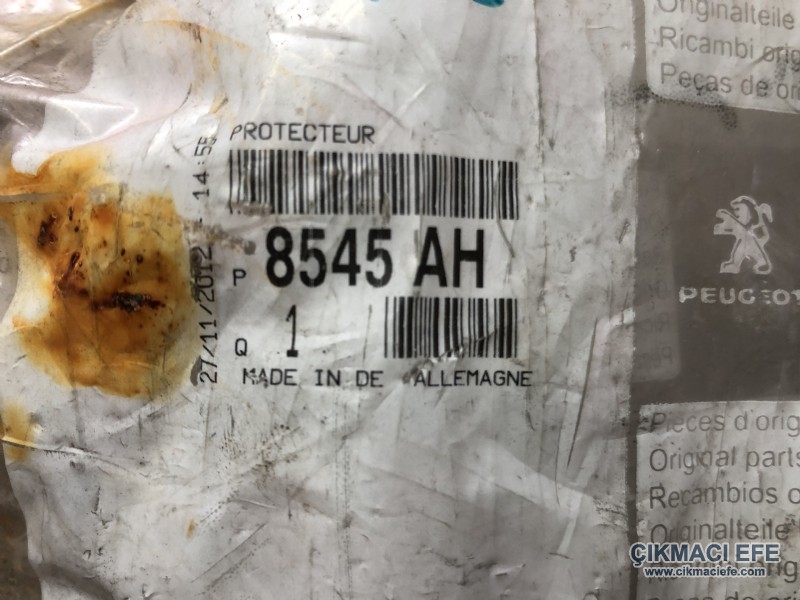 Originalteile
Ricambi orig
Peças de or
PROTECTEUR
27/11/2012 - 14:55
P 8545 AH
Q 1
MADE IN DE ALLEMAGNE
PEUGEOT
Pieces d'orig
Original parts
Recambios o
Originalteile
ÇIKMACI EFE
www.cikmaciefe.com